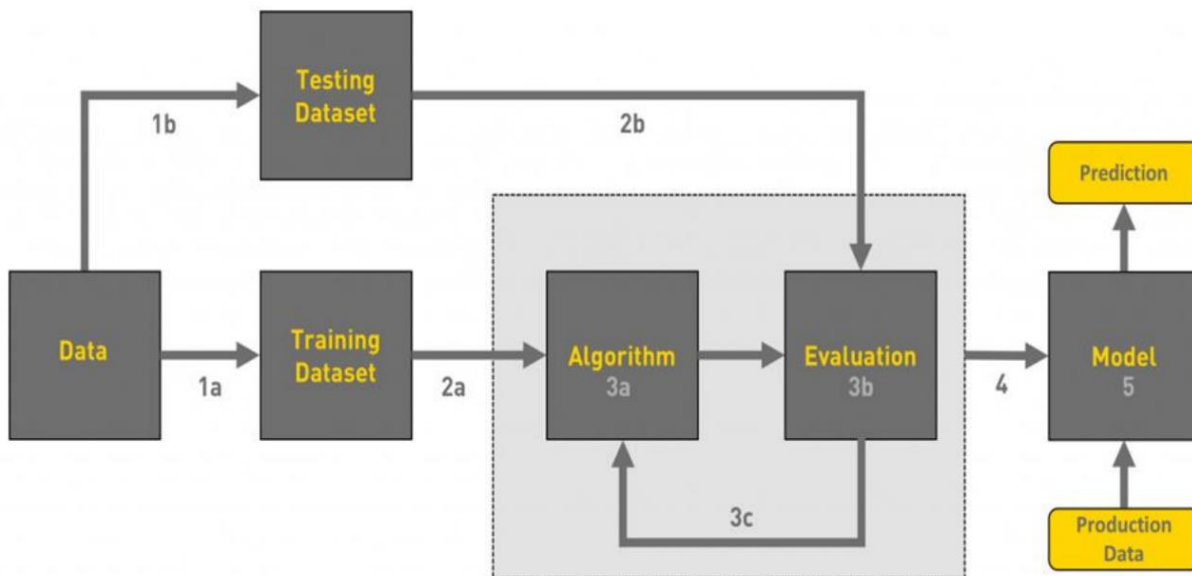 Testing
Dataset
1b
2b
Prediction
Data
Training
Dataset
Algorithm
3a
Evaluation
3b
Model
5
1a
2a
4
3c
Production
Data